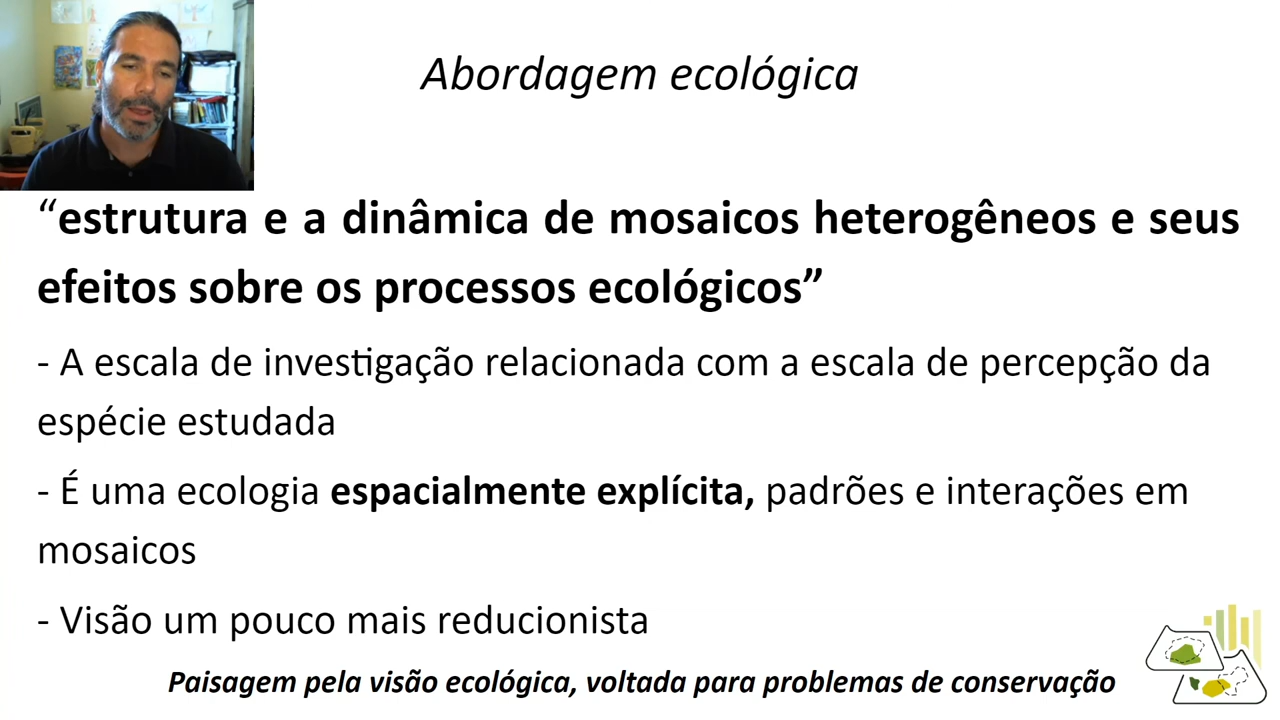 Abordagem ecológica
“estrutura e a dinâmica de mosaicos heterogêneos e seus
efeitos sobre os processos ecológicos”
- A escala de investigação relacionada com a escala de percepção da
espécie estudada
- É uma ecologia espacialmente explícita, padrões e interações em
mosaicos
- Visão um pouco mais reducionista
Paisagem pela visão ecológica, voltada para problemas de conservação